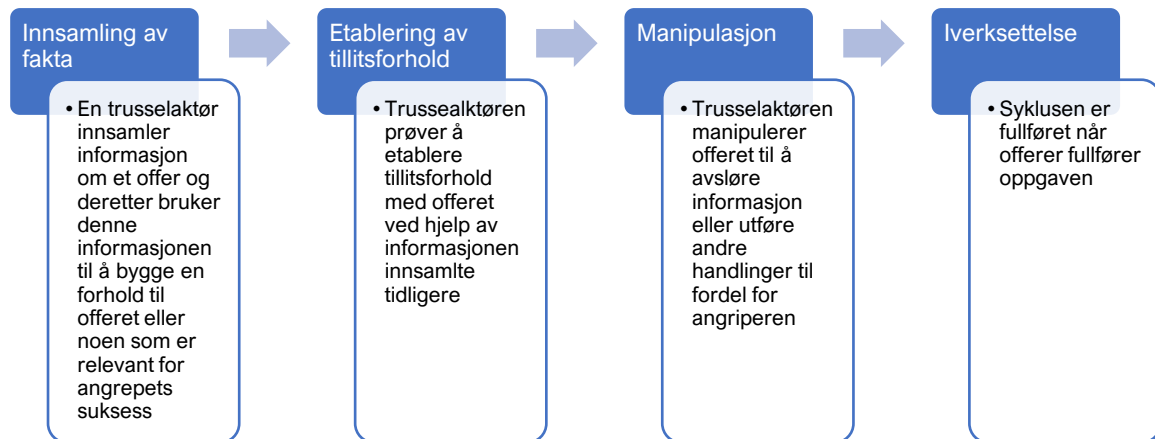 Innsamling av
fakta
• En trusselaktør
innsamler
informasjon
om et offer og
deretter bruker
denne
informasjonen
til å bygge en
forhold til
offeret eller
noen som er
relevant for
angrepets
suksess
Etablering av
tillitsforhold
• Trussealktøren
prøver å
etablere
tillitsforhold
med offeret
ved hjelp av
informasjonen
innsamlte
tidligere
Manipulasjon
• Trusselaktøren
manipulerer
offeret til å
avsløre
informasjon
eller utføre
andre
handlinger til
fordel for
angriperen
Iverksettelse
• Syklusen er
fullføret når
offerer fullfører
oppgaven